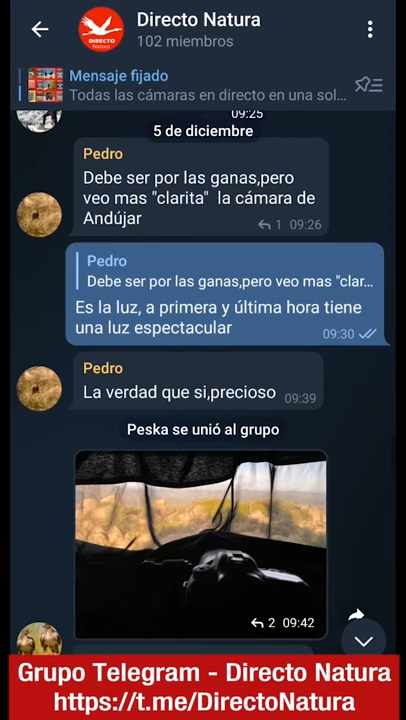 Directo Natura
102 miembros
DIRECTO
Natura
Mensaje fijado
Todas las cámaras en directo en una sol...
09:25
5 de diciembre
Pedro
Debe ser por las ganas,pero
veo mas "clarita" la cámara de
Andújar
1 09:26
Pedro
Debe ser por las ganas,pero veo mas "clar...
Es la luz, a primera y última hora tiene
una luz espectacular
09:30
Pedro
La verdad que si,precioso
09:39
Peska se unió al grupo
2 09:42
Grupo Telegram - Directo Natura
https://t.me/DirectoNatura